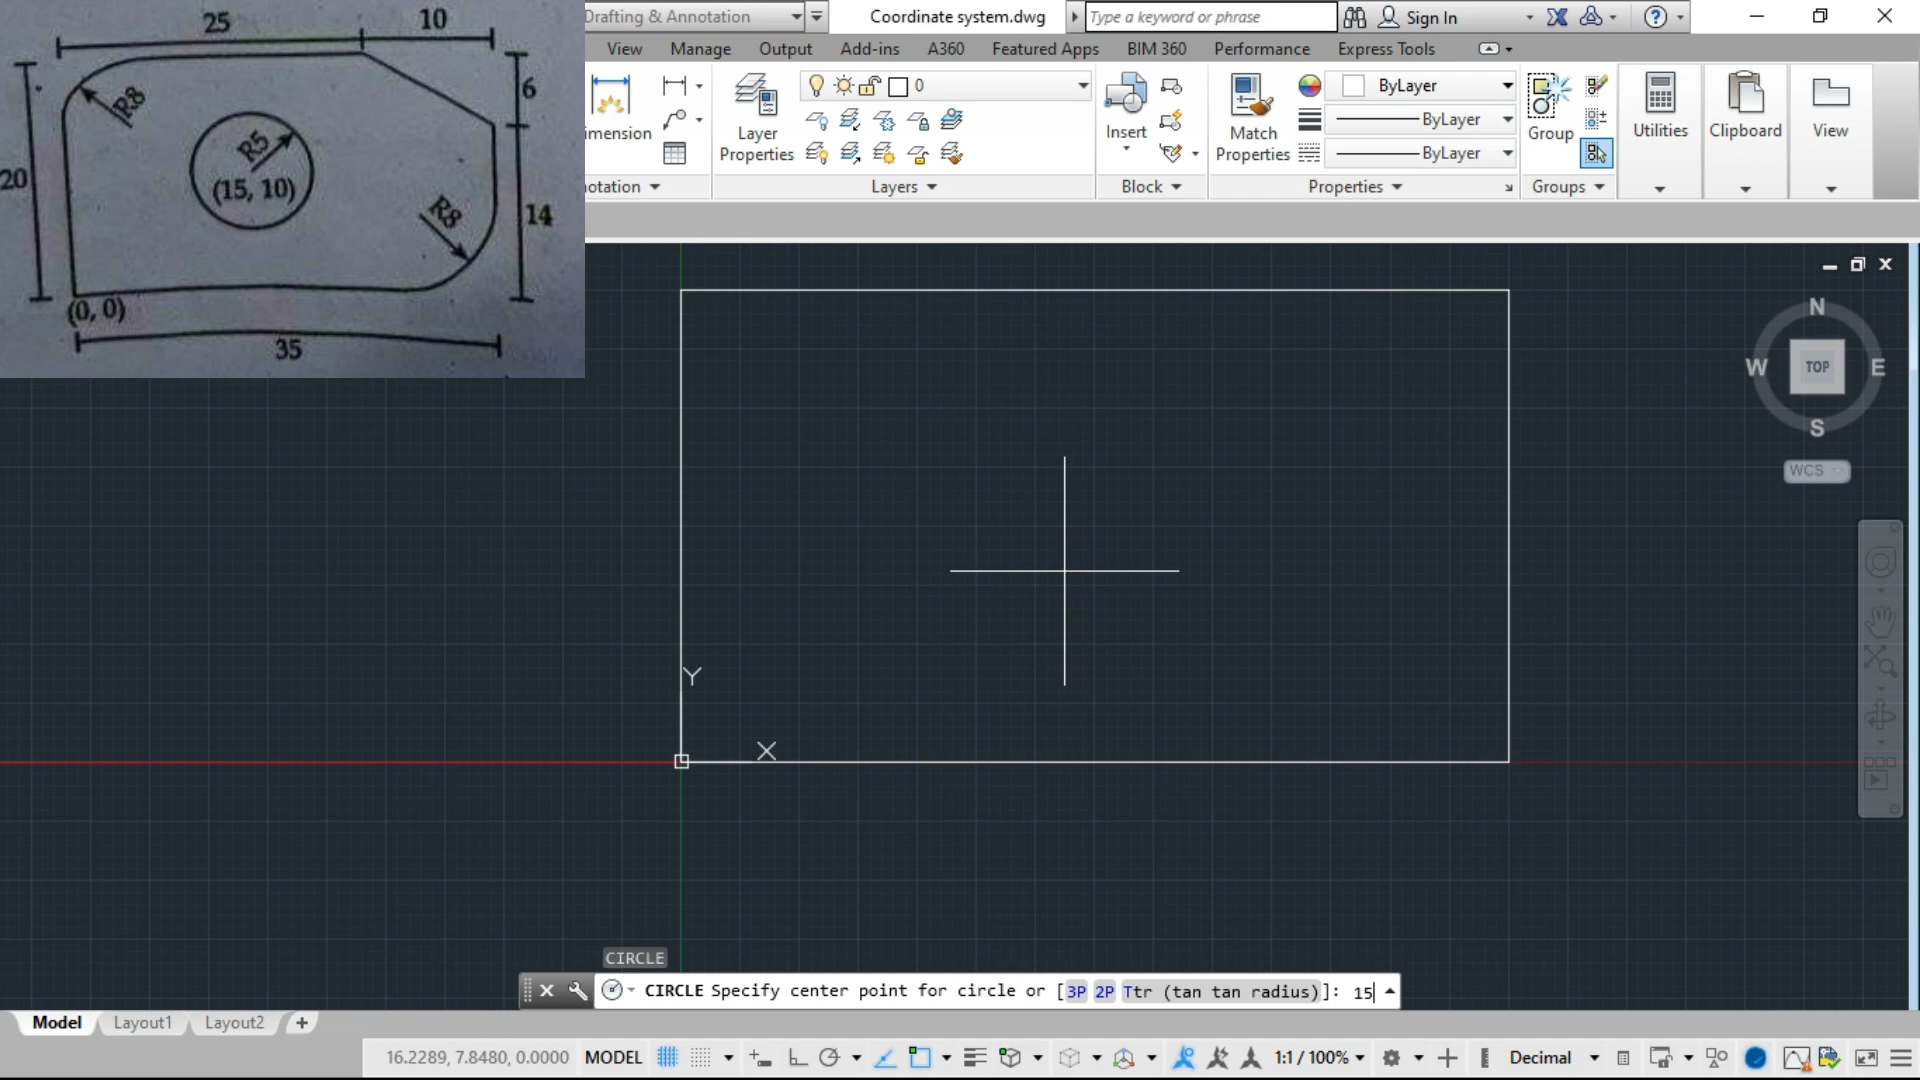 25
10
6
R8
R5
(15, 10)
20
R8
14
(0, 0)
35
Drafting & Annotation
Coordinate system.dwg
Type a keyword or phrase
Sign In
View
Manage
Output
Add-ins
A360
Featured Apps
BIM 360
Performance
Express Tools
imension
Layer
Properties
0
Insert
Match
Properties
ByLayer
ByLayer
ByLayer
Group
Utilities
Clipboard
View
otation
Layers
Block
Properties
Groups
N
W
TOP
E
S
WCS
Y
X
CIRCLE
CIRCLE Specify center point for circle or [3P 2P Ttr (tan tan radius)]: 15
Model
Layout1
Layout2
16.2289, 7.8480, 0.0000
MODEL
1:1 / 100%
Decimal